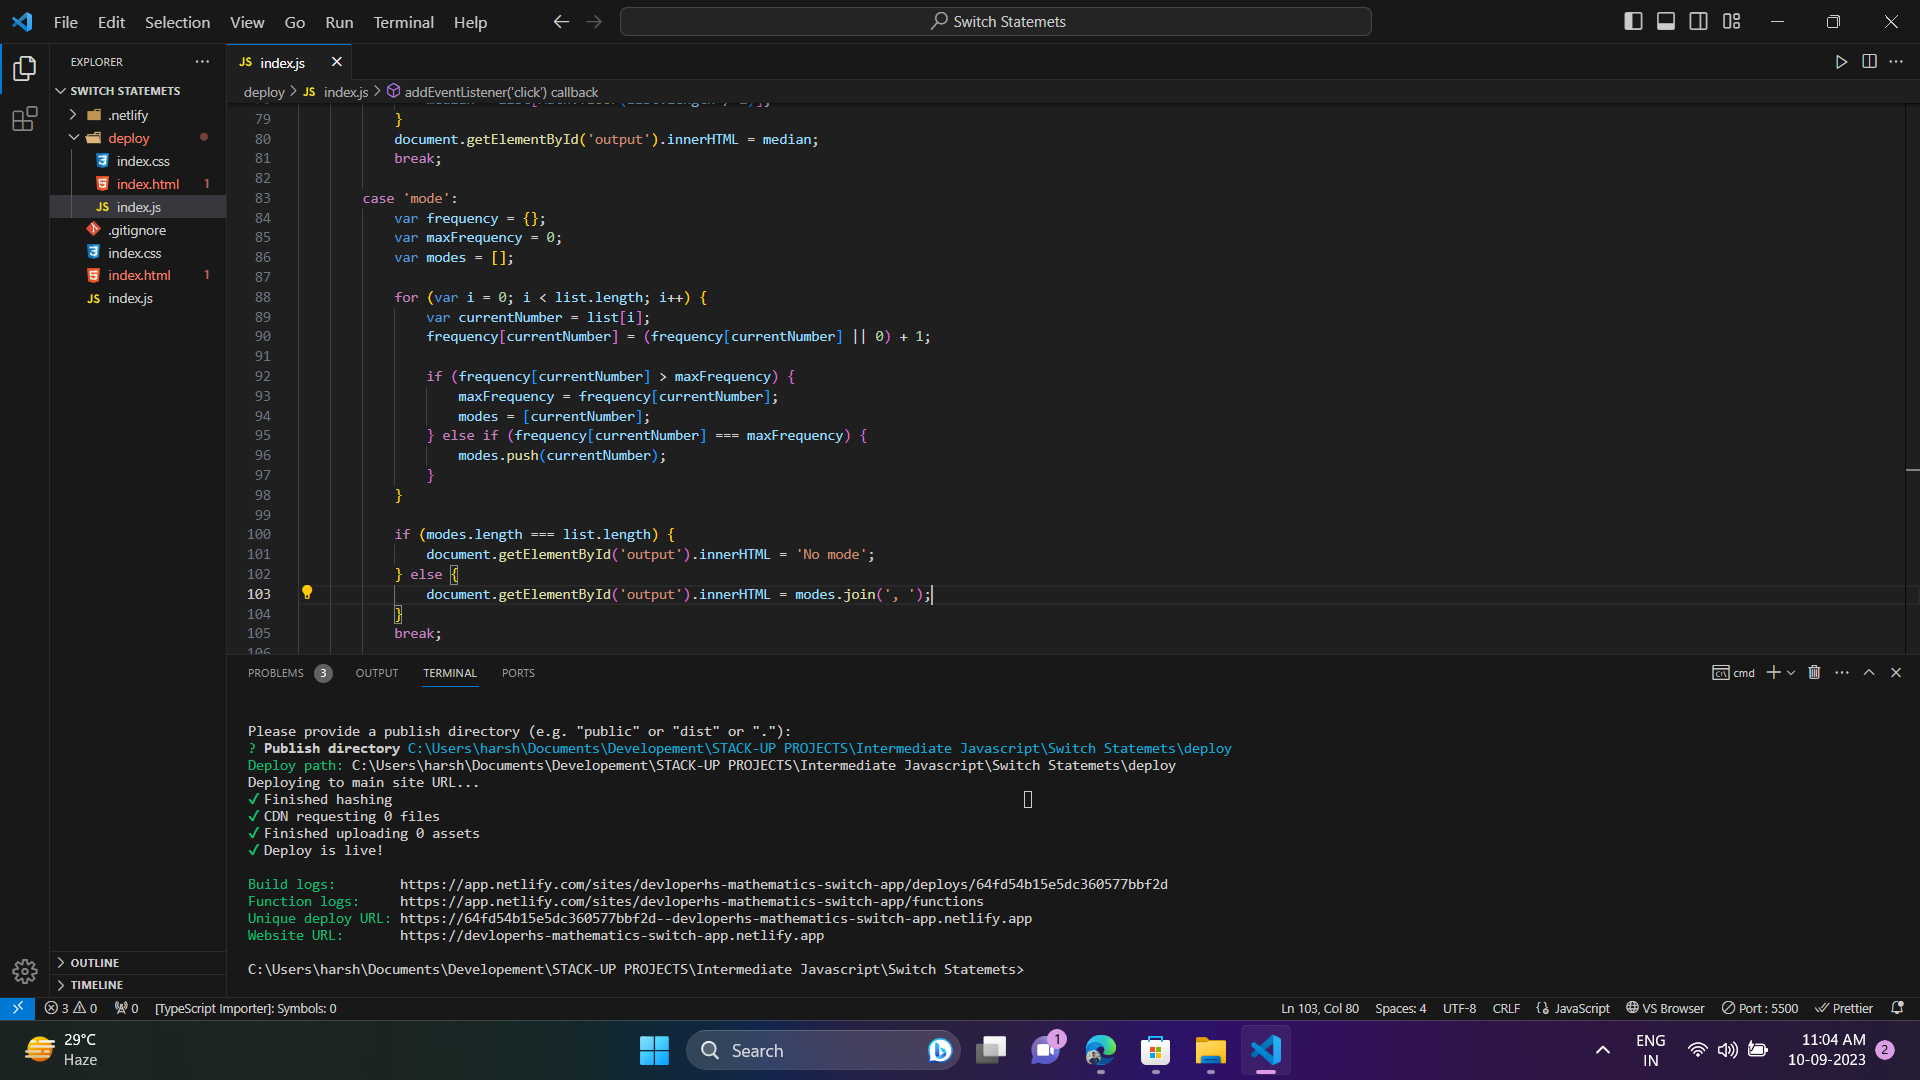 File Edit Selection View Go Run Terminal Help
Switch Statemets
EXPLORER
SWITCH STATEMETS
.netlify
deploy
index.css
index.html 1
JS index.js
.gitignore
index.css
index.html 1
JS index.js
OUTLINE
TIMELINE
JS index.js
deploy > JS index.js > addEventListener('click') callback
79 }
80 document.getElementById('output').innerHTML = median;
81 break;
82
83 case 'mode':
84 var frequency = {};
85 var maxFrequency = 0;
86 var modes = [];
87
88 for (var i = 0; i < list.length; i++) {
89 var currentNumber = list[i];
90 frequency[currentNumber] = (frequency[currentNumber] || 0) + 1;
91
92 if (frequency[currentNumber] > maxFrequency) {
93 maxFrequency = frequency[currentNumber];
94 modes = [currentNumber];
95 } else if (frequency[currentNumber] === maxFrequency) {
96 modes.push(currentNumber);
97 }
98 }
99
100 if (modes.length === list.length) {
101 document.getElementById('output').innerHTML = 'No mode';
102 } else {
103 document.getElementById('output').innerHTML = modes.join(', ');
104 }
105 break;
106
PROBLEMS 3 OUTPUT TERMINAL PORTS
cmd
Please provide a publish directory (e.g. "public" or "dist" or "."):
? Publish directory C:\Users\harsh\Documents\Developement\STACK-UP PROJECTS\Intermediate Javascript\Switch Statemets\deploy
Deploy path: C:\Users\harsh\Documents\Developement\STACK-UP PROJECTS\Intermediate Javascript\Switch Statemets\deploy
Deploying to main site URL...
✓ Finished hashing
✓ CDN requesting 0 files
✓ Finished uploading 0 assets
✓ Deploy is live!
Build logs: https://app.netlify.com/sites/devloperhs-mathematics-switch-app/deploys/64fd54b15e5dc360577bbf2d
Function logs: https://app.netlify.com/sites/devloperhs-mathematics-switch-app/functions
Unique deploy URL: https://64fd54b15e5dc360577bbf2d--devloperhs-mathematics-switch-app.netlify.app
Website URL: https://devloperhs-mathematics-switch-app.netlify.app
C:\Users\harsh\Documents\Developement\STACK-UP PROJECTS\Intermediate Javascript\Switch Statemets>
3 0 0 [TypeScript Importer]: Symbols: 0
Ln 103, Col 80 Spaces: 4 UTF-8 CRLF JavaScript VS Browser Port : 5500 Prettier
29°C
Haze
Search
1
ENG
IN
11:04 AM
10-09-2023
2